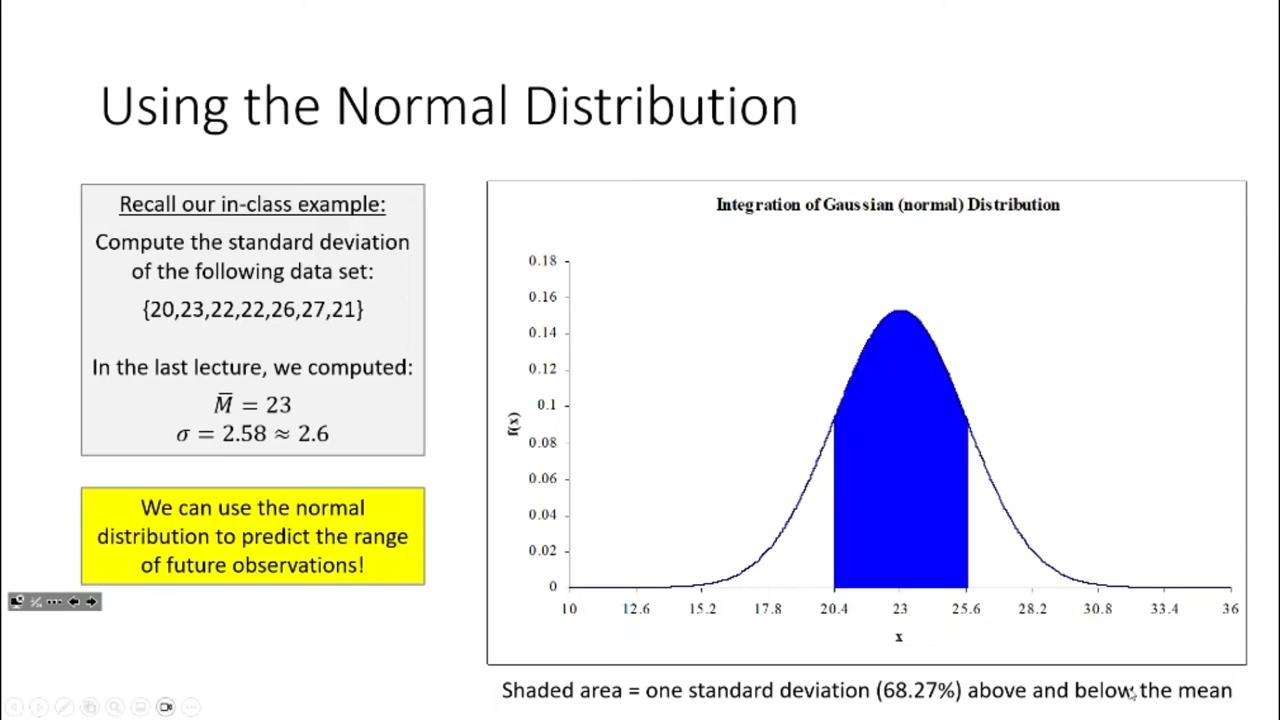 Using the Normal Distribution
Recall our in-class example:
Compute the standard deviation
of the following data set:
{20,23,22,22,26,27,21}
In the last lecture, we computed:
M̅ = 23
σ = 2.58 ≈ 2.6
We can use the normal
distribution to predict the range
of future observations!
Integration of Gaussian (normal) Distribution
0.18
0.16
0.14
0.12
0.1
0.08
0.06
0.04
0.02
0
f(x)
10 12.6 15.2 17.8 20.4 23 25.6 28.2 30.8 33.4 36
x
Shaded area = one standard deviation (68.27%) above and below the mean